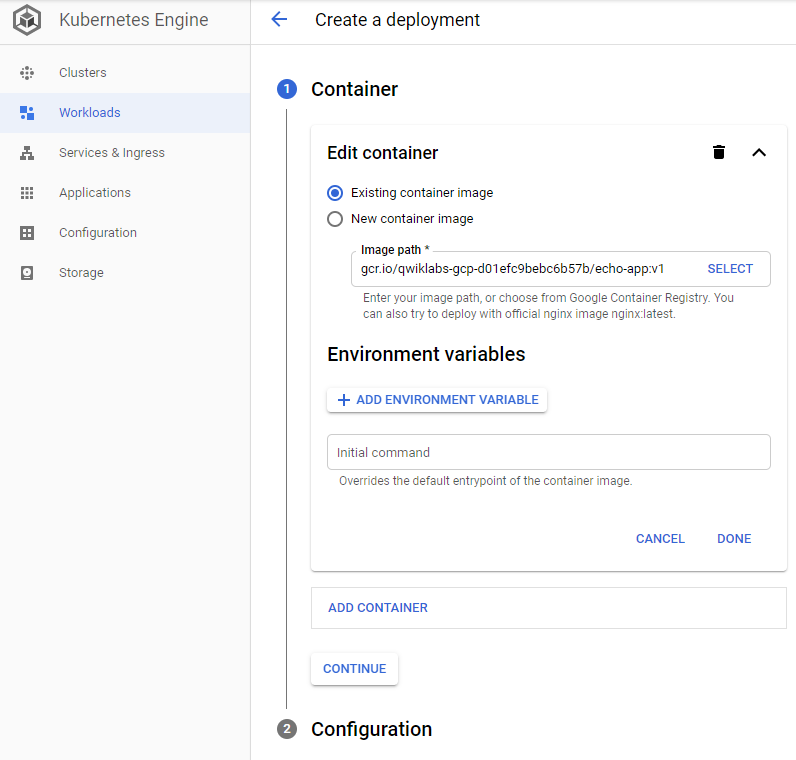 Kubernetes Engine
Create a deployment
Clusters
Workloads
Services & Ingress
Applications
Configuration
Storage
1
Container
Edit container
Existing container image
New container image
Image path *
gcr.io/qwiklabs-gcp-d01efc9bebc6b57b/echo-app:v1
SELECT
Enter your image path, or choose from Google Container Registry. You
can also try to deploy with official nginx image nginx:latest.
Environment variables
ADD ENVIRONMENT VARIABLE
Initial command
Overrides the default entrypoint of the container image.
CANCEL
DONE
ADD CONTAINER
CONTINUE
2
Configuration